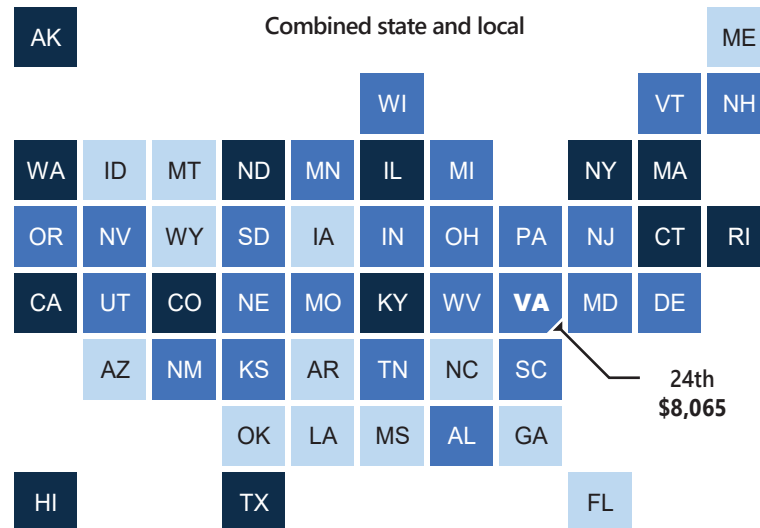 Combined state and local
AK ME
WI VT NH
WA ID MT ND MN IL MI NY MA
OR NV WY SD IA IN OH PA NJ CT RI
CA UT CO NE MO KY WV VA MD DE
AZ NM KS AR TN NC SC
24th
$8,065
OK LA MS AL GA
HI TX FL